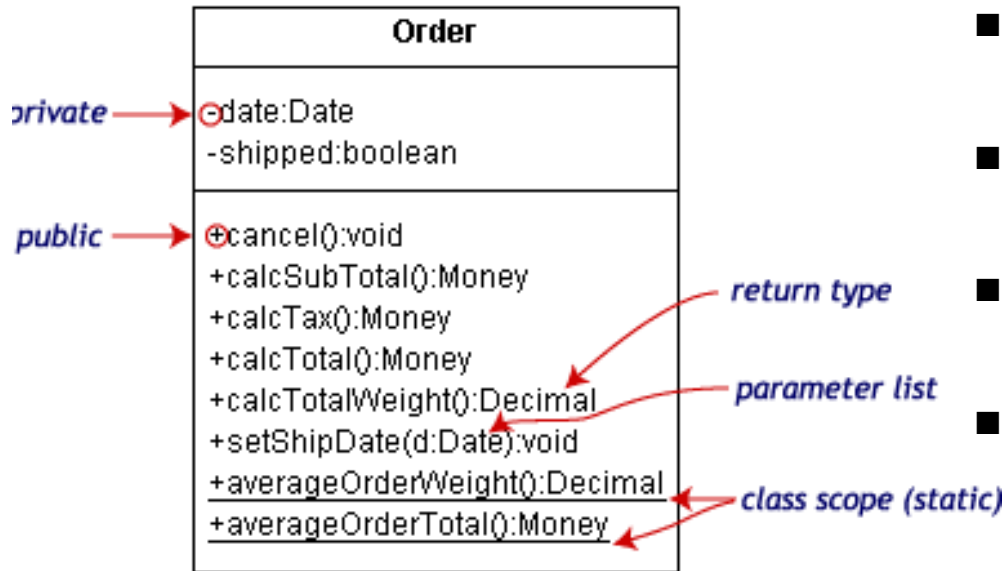 Order
private
-date:Date
-shipped:boolean
public
+cancel():void
+calcSubTotal():Money
+calcTax():Money
+calcTotal():Money
+calcTotalWeight():Decimal
+setShipDate(d:Date):void
+averageOrderWeight():Decimal
+averageOrderTotal():Money
return type
parameter list
class scope (static)